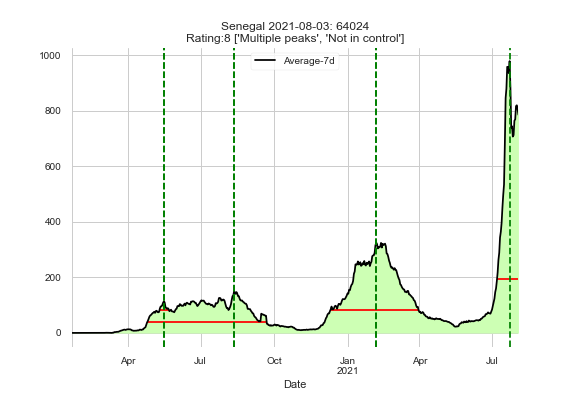 Senegal 2021-08-03: 64024
Rating:8 ['Multiple peaks', 'Not in control']
Average-7d
1000
800
600
400
200
0
Apr Jul Oct Jan Apr Jul
2021
Date